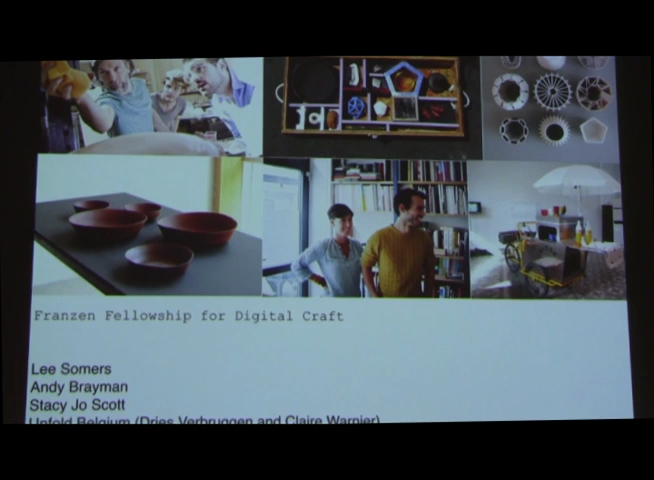 Franzen Fellowship for Digital Craft
Lee Somers
Andy Brayman
Stacy Jo Scott
Unfold Belgium (Dries Verbruggen and Claire Warnier)